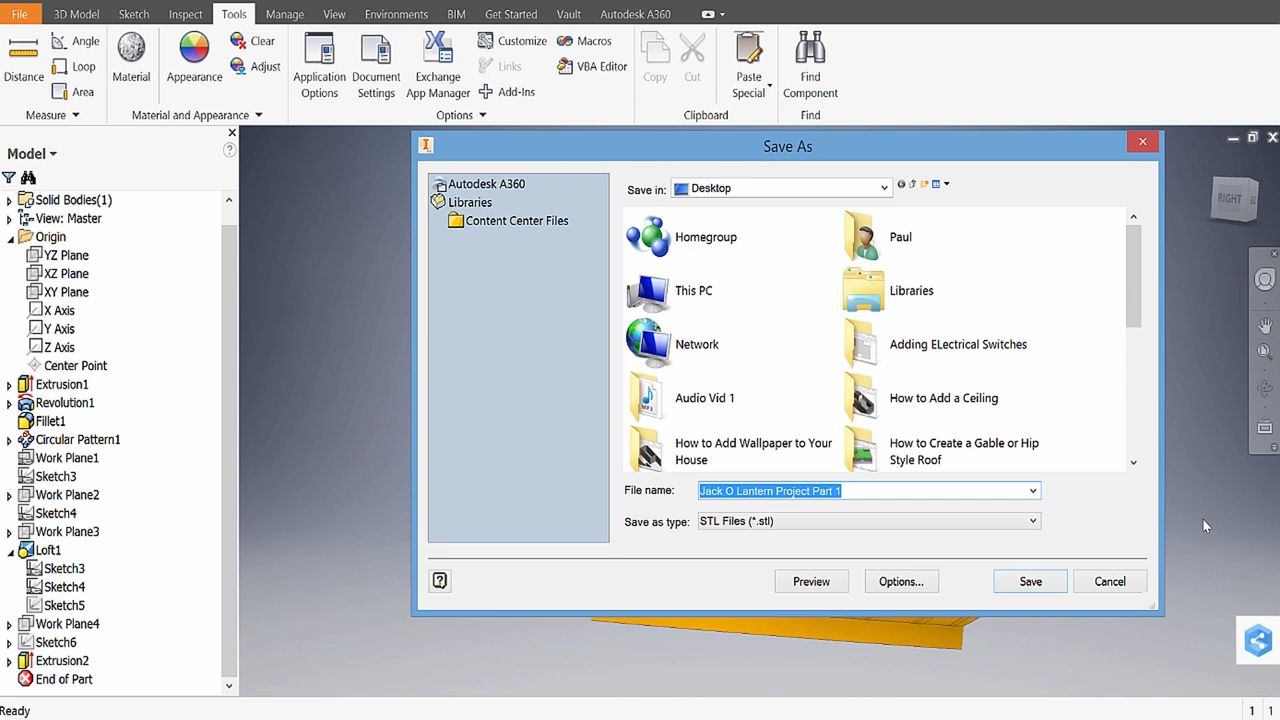 File 3D Model Sketch Inspect Tools Manage View Environments BIM Get Started Vault Autodesk A360
Distance
Angle
Loop
Area
Measure
Material
Appearance
Clear
Adjust
Material and Appearance
Application
Options
Document
Settings
Exchange
App Manager
Customize
Links
Add-Ins
Macros
VBA Editor
Options
Copy
Cut
Paste
Special
Clipboard
Find
Component
Find
Model
Solid Bodies(1)
View: Master
Origin
YZ Plane
XZ Plane
XY Plane
X Axis
Y Axis
Z Axis
Center Point
Extrusion1
Revolution1
Fillet1
Circular Pattern1
Work Plane1
Sketch3
Work Plane2
Sketch4
Work Plane3
Loft1
Sketch3
Sketch4
Sketch5
Work Plane4
Sketch6
Extrusion2
End of Part
Save As
Autodesk A360
Libraries
Content Center Files
Save in: Desktop
Homegroup
Paul
This PC
Libraries
Network
Adding ELectrical Switches
Audio Vid 1
How to Add a Ceiling
How to Add Wallpaper to Your
House
How to Create a Gable or Hip
Style Roof
File name: Jack O Lantern Project Part 1
Save as type: STL Files (*.stl)
Preview Options... Save Cancel
RIGHT
Ready
1 1